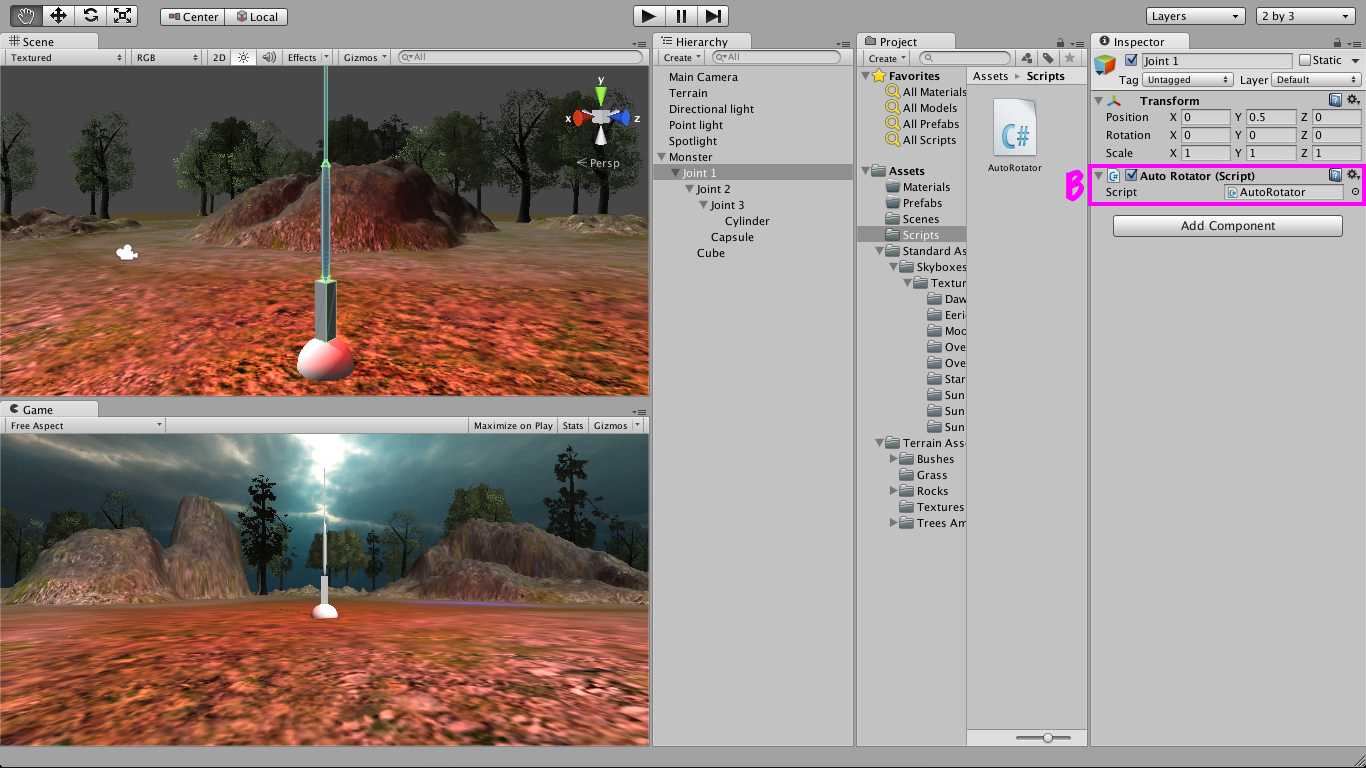 Center Local
Layers 2 by 3
Scene
Textured RGB 2D Effects Gizmos All
y
x z
Persp
Game
Free Aspect Maximize on Play Stats Gizmos
Hierarchy
Create All
Main Camera
Terrain
Directional light
Point light
Spotlight
Monster
Joint 1
Joint 2
Joint 3
Cylinder
Capsule
Cube
Project
Create
Favorites
All Materials
All Models
All Prefabs
All Scripts
Assets
Materials
Prefabs
Scenes
Scripts
Standard As
Skyboxes
Textur
Daw
Eeri
Moo
Ove
Ove
Star
Sun
Sun
Sun
Terrain Ass
Bushes
Grass
Rocks
Textures
Trees Am
Assets Scripts
C#
AutoRotator
Inspector
Joint 1 Static
Tag Untagged Layer Default
Transform
Position X 0 Y 0.5 Z 0
Rotation X 0 Y 0 Z 0
Scale X 1 Y 1 Z 1
B
Auto Rotator (Script)
Script AutoRotator
Add Component